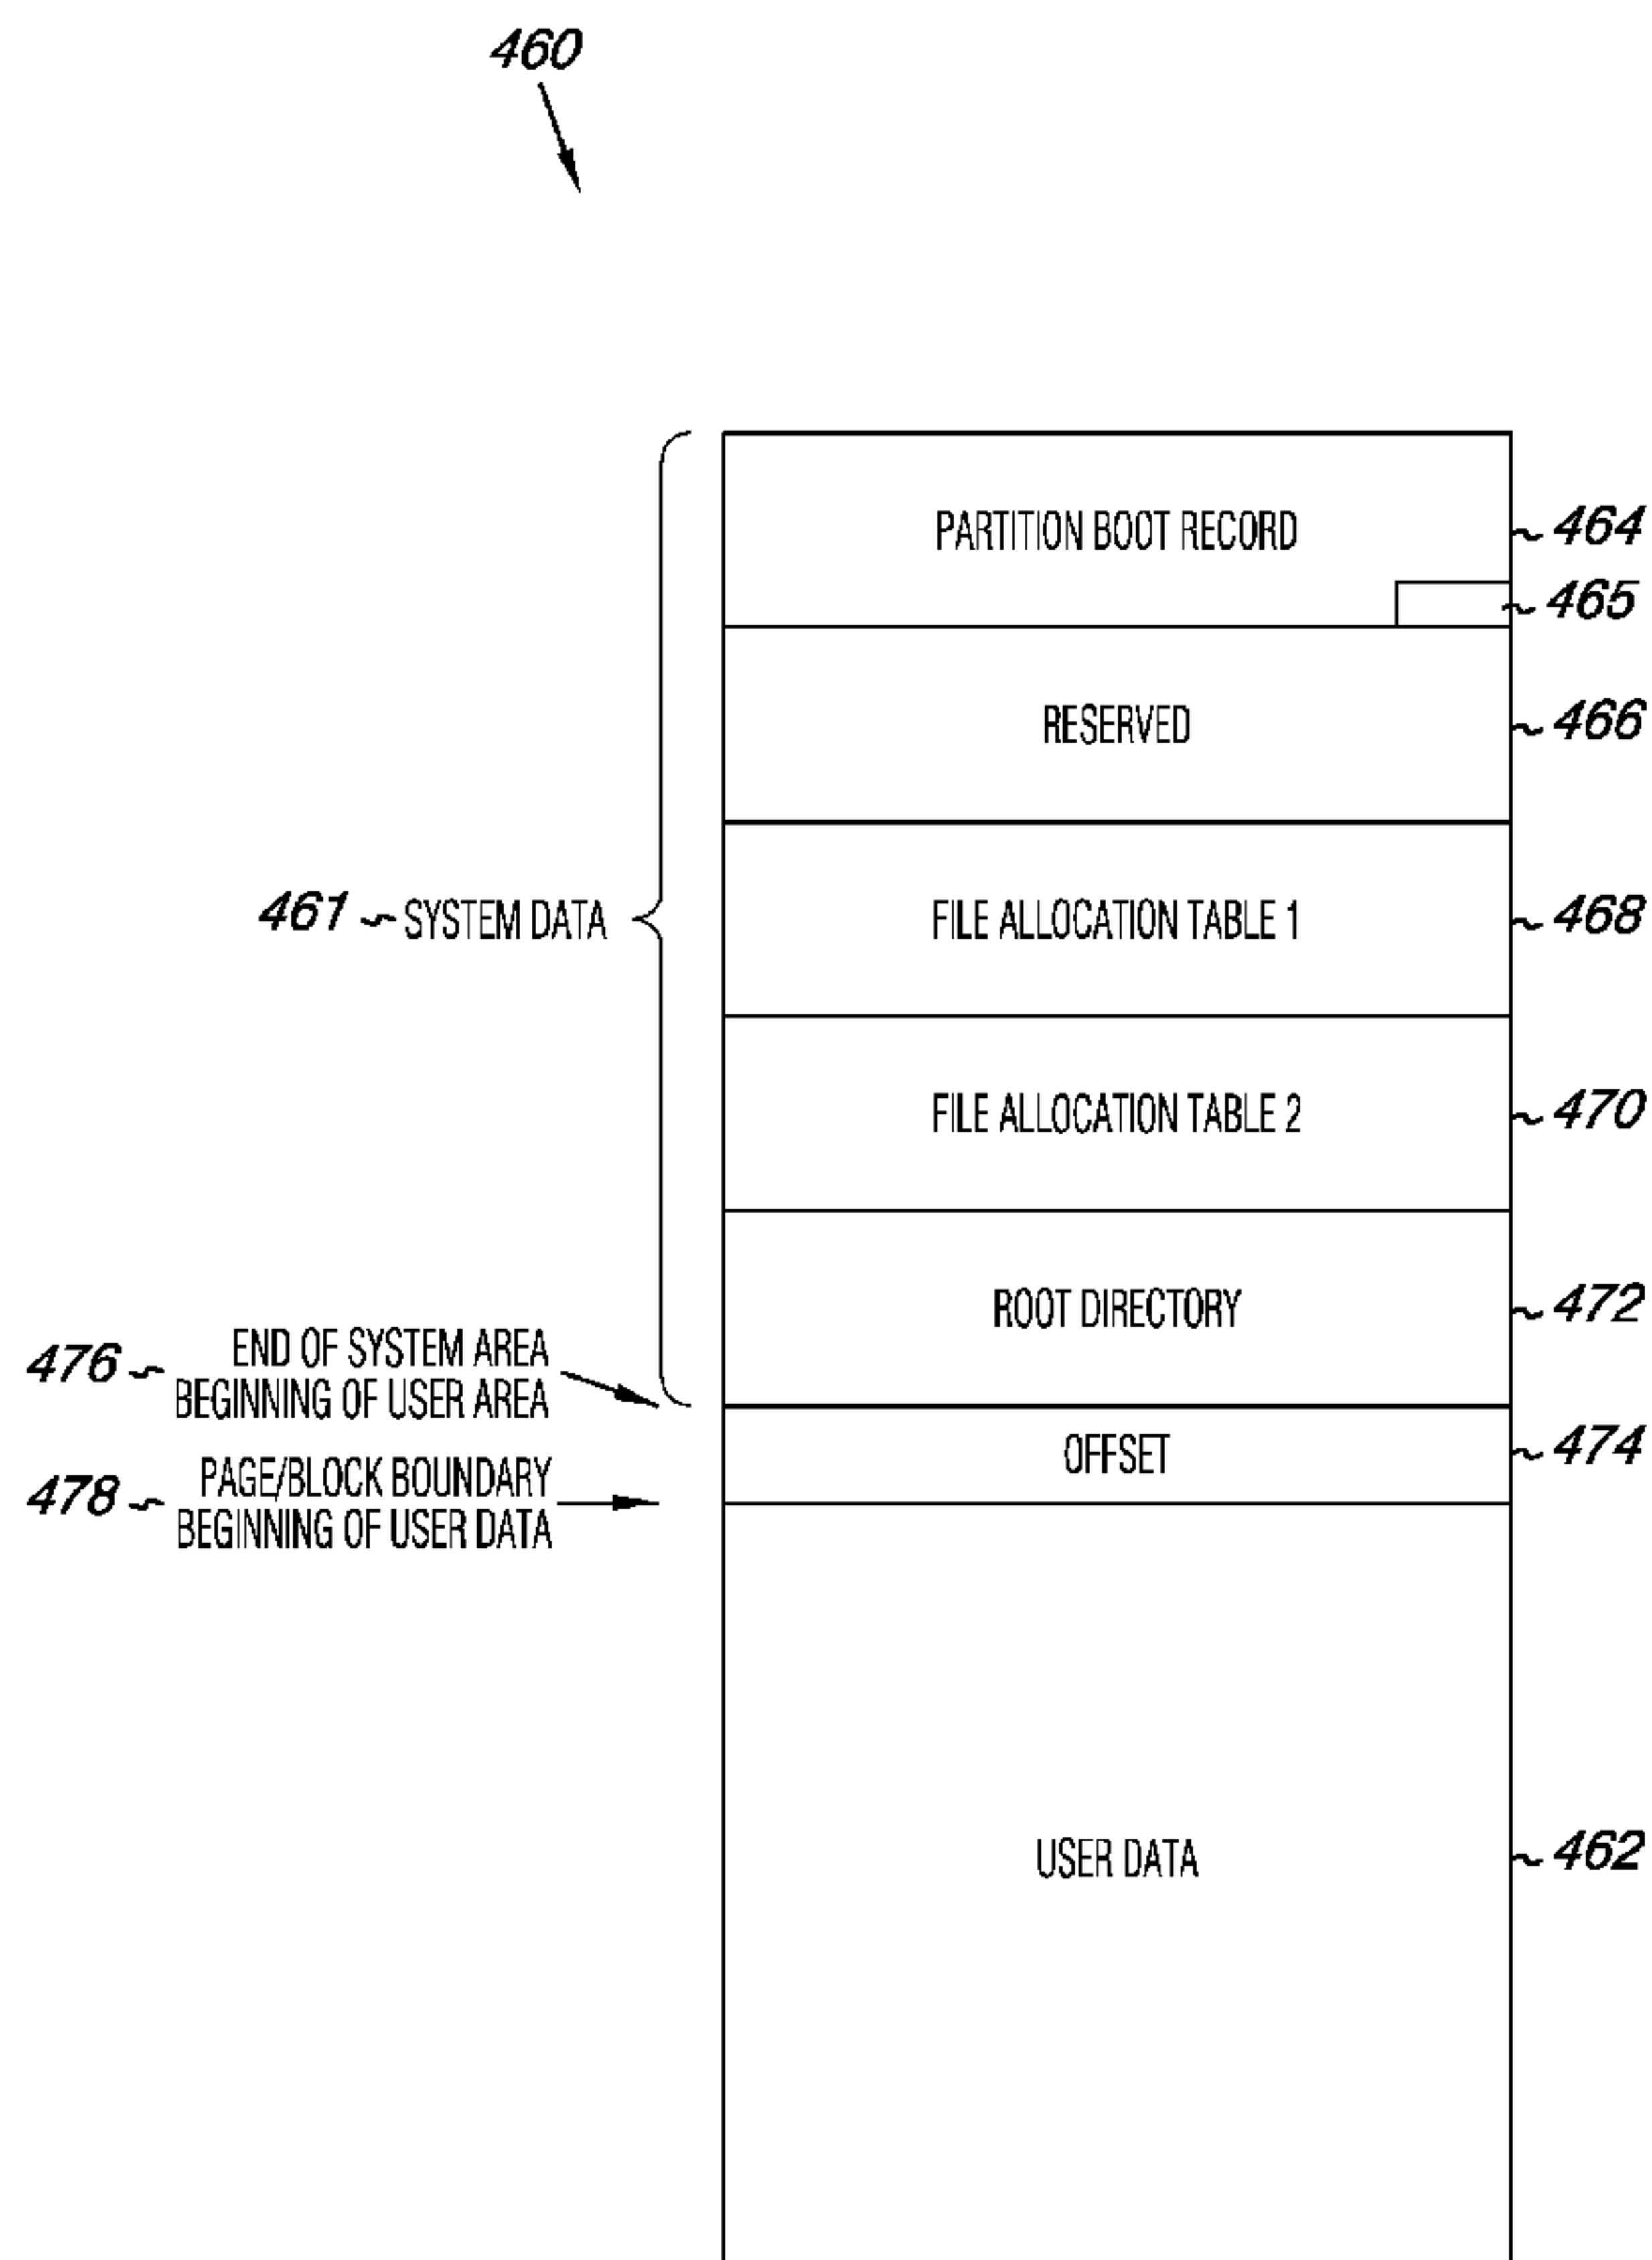 460
PARTITION BOOT RECORD
464
465
RESERVED
466
461 SYSTEM DATA
FILE ALLOCATION TABLE 1
468
FILE ALLOCATION TABLE 2
470
ROOT DIRECTORY
472
476
END OF SYSTEM AREA
BEGINNING OF USER AREA
OFFSET
474
478
PAGE/BLOCK BOUNDARY
BEGINNING OF USER DATA
USER DATA
462